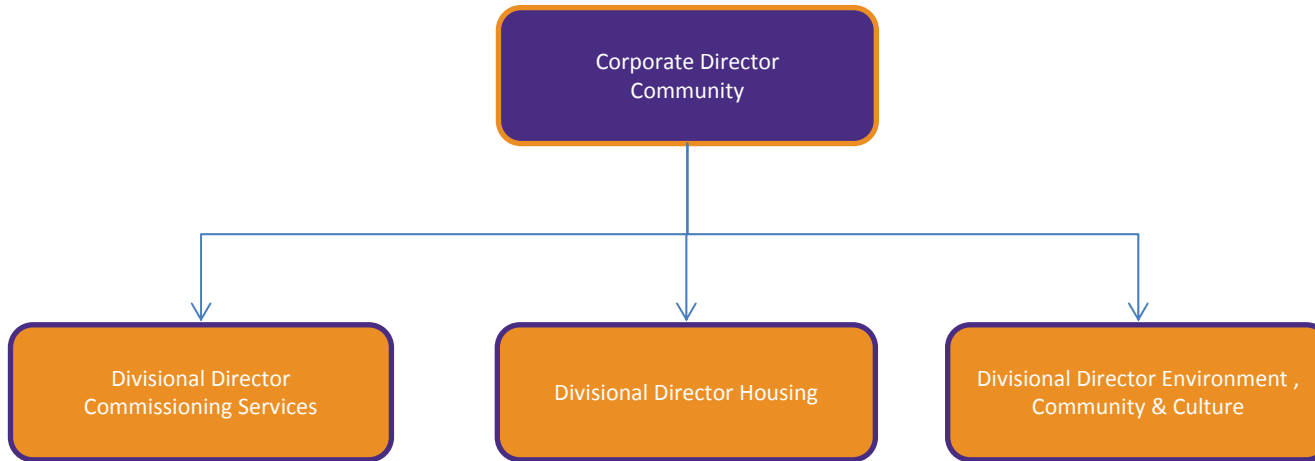 Corporate Director
Community
Divisional Director
Commissioning Services
Divisional Director Housing
Divisional Director Environment ,
Community & Culture